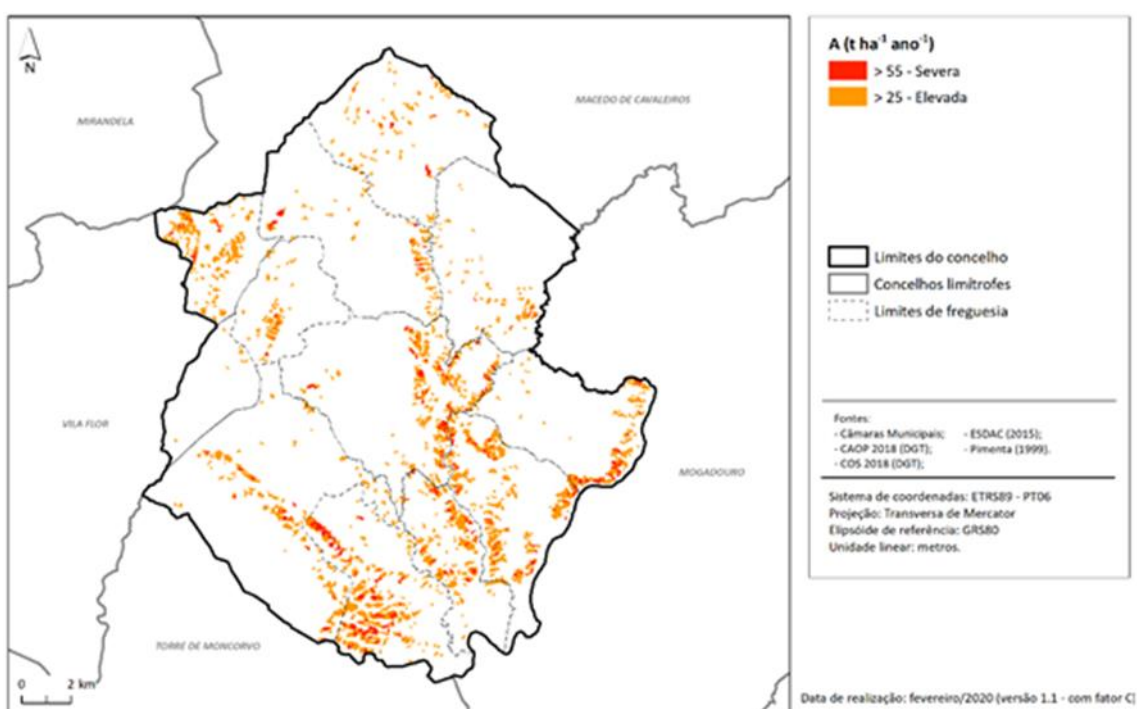 N
MIRANDELA
MACEDO DE CAVALEIROS
VILA FLOR
MOGADOURO
TORRE DE MONCORVO
0 2 km
A (t ha⁻¹ ano⁻¹)
> 55 - Severa
> 25 - Elevada
Limites do concelho
Concelhos limítrofes
Limites de freguesia
Fontes:
- Câmaras Municipais; - ESDAC (2015);
- CAOP 2018 (DGT); - Pimenta (1999).
- COS 2018 (DGT);
Sistema de coordenadas: ETRS89 - PT06
Projeção: Transversa de Mercator
Elipsóide de referência: GRS80
Unidade linear: metros.
Data de realização: fevereiro/2020 (versão 1.1 - com fator C)